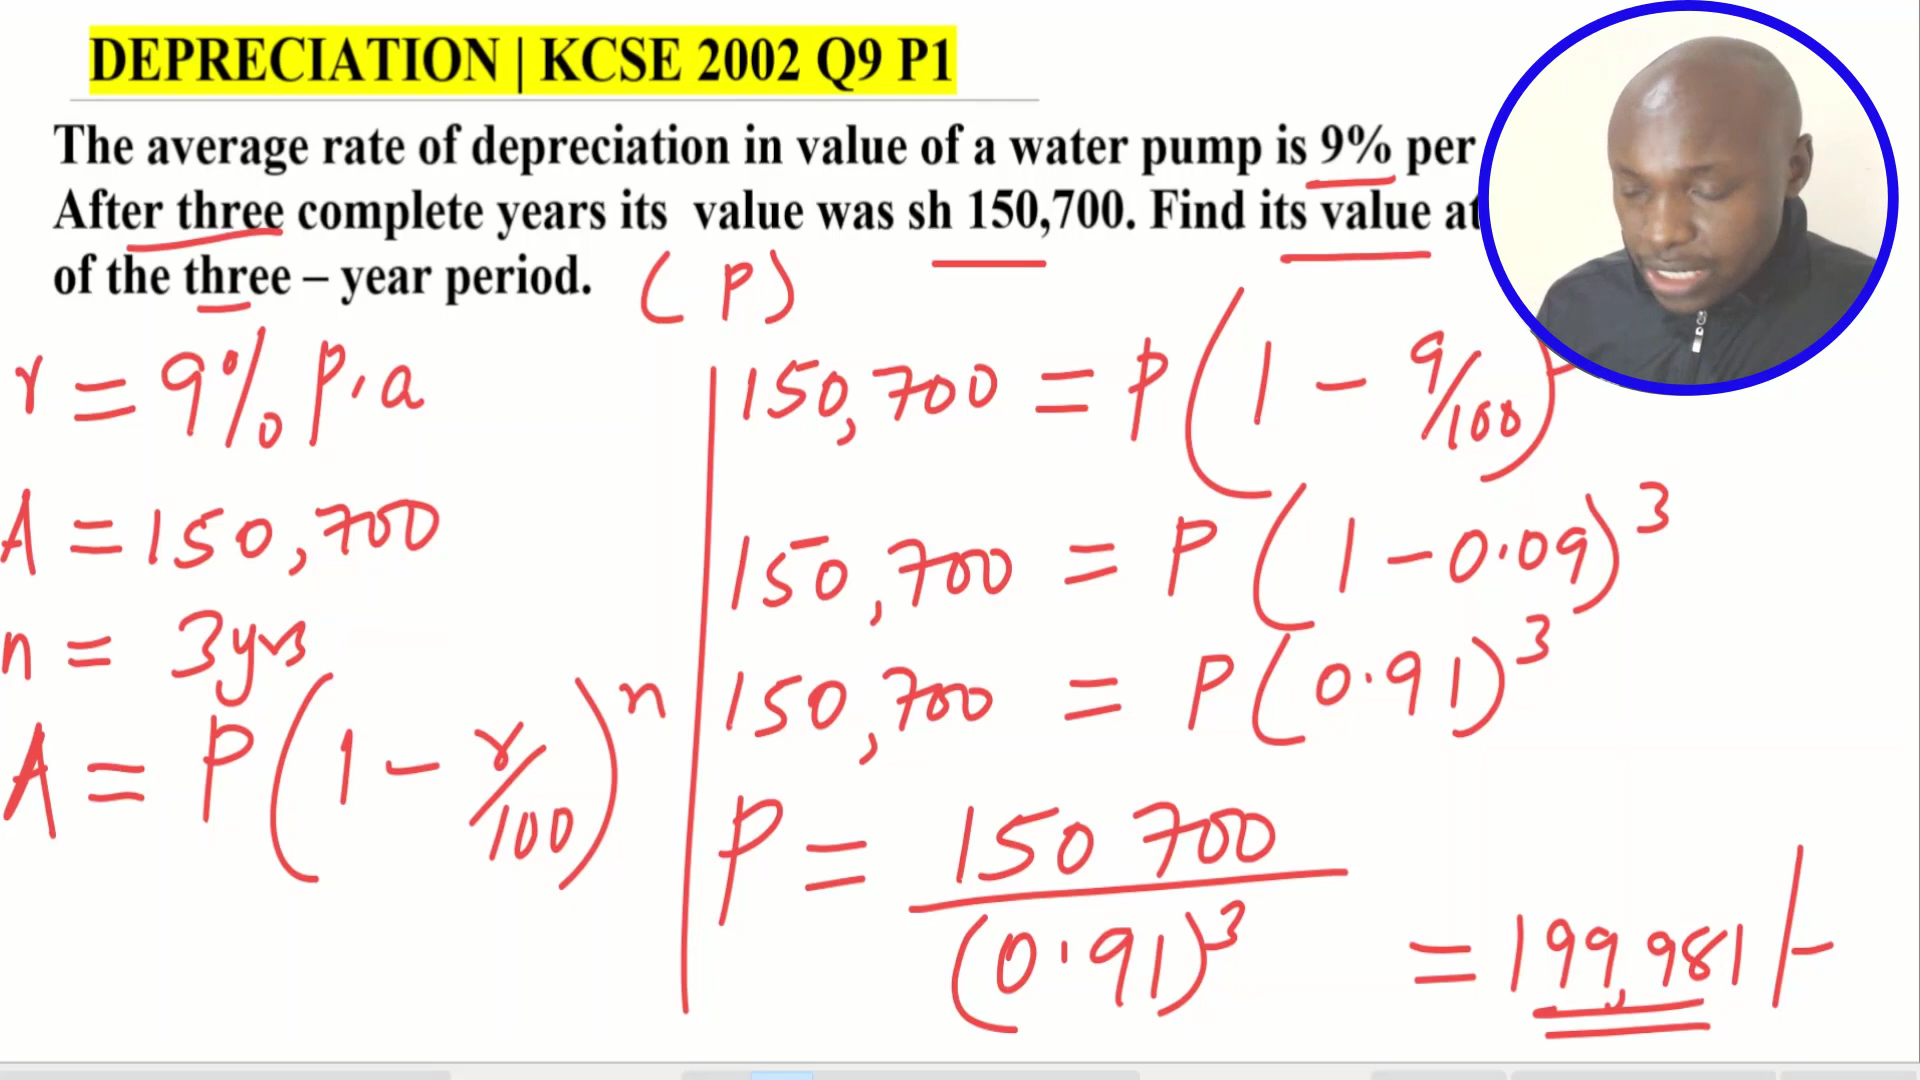 DEPRECIATION | KCSE 2002 Q9 P1
The average rate of depreciation in value of a water pump is 9% per
After three complete years its value was sh 150,700. Find its value at
of the three – year period. (P)
r = 9% p.a
A = 150,700
n = 3yrs
A = P(1 - r/100)^n
150,700 = P(1 - 9/100)
150,700 = P(1 - 0.09)^3
150,700 = P(0.91)^3
P = 150 700 / (0.91)^3 = 199,981/-